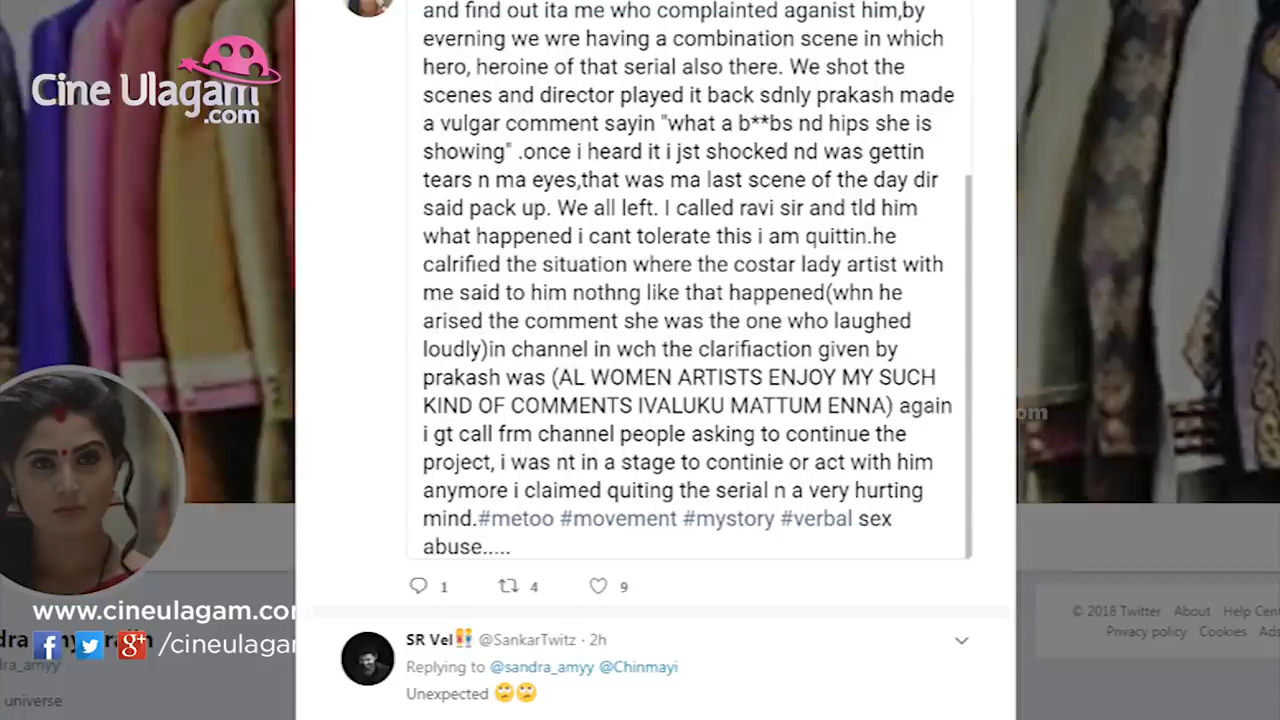 Cine Ulagam
.com
and find out ita me who complainted aganist him,by
everning we wre having a combination scene in which
hero, heroine of that serial also there. We shot the
scenes and director played it back sdnly prakash made
a vulgar comment sayin "what a b**bs nd hips she is
showing" .once i heard it i jst shocked nd was gettin
tears n ma eyes,that was ma last scene of the day dir
said pack up. We all left. I called ravi sir and tld him
what happened i cant tolerate this i am quittin.he
calrified the situation where the costar lady artist with
me said to him nothng like that happened(whn he
arised the comment she was the one who laughed
loudly)in channel in wch the clarifiaction given by
prakash was (AL WOMEN ARTISTS ENJOY MY SUCH
KIND OF COMMENTS IVALUKU MATTUM ENNA) again
i gt call frm channel people asking to continue the
project, i was nt in a stage to continie or act with him
anymore i claimed quiting the serial n a very hurting
mind.#metoo #movement #mystory #verbal sex
abuse.....
1 4 9
SR Vel @SankarTwitz · 2h
Replying to @sandra_amyy @Chinmayi
Unexpected 🙄🙄
www.cineulagam.com
/cineulagam
dra_amyy
universe
om
© 2018 Twitter About Help Cen
Privacy policy Cookies Ads